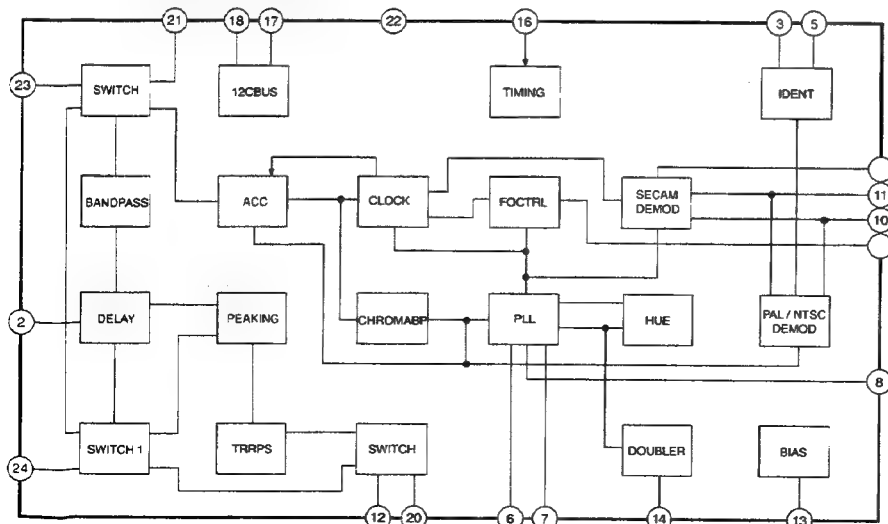 21 18 17 22 16 3 5
23 SWITCH 12CBUS TIMING IDENT
BANDPASS ACC CLOCK FOCTRL SECAM
DEMOD
11
10
2 DELAY PEAKING CHROMABP PLL HUE PAL / NTSC
DEMOD
8
24 SWITCH 1 TRRPS SWITCH DOUBLER BIAS
12 20 6 7 14 13